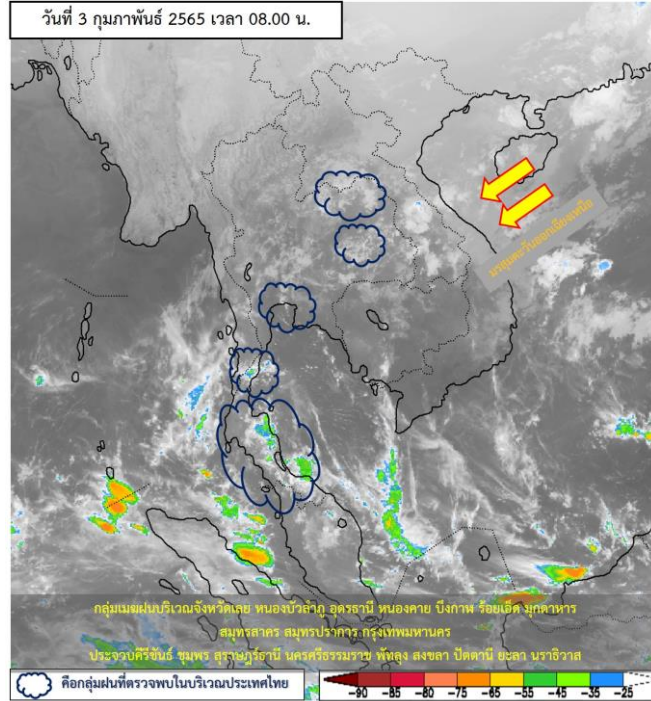 วันที่ 3 กุมภาพันธ์ 2565 เวลา 08.00 น.
มรสุมตะวันออกเฉียงเหนือ
กลุ่มเมฆฝนบริเวณจังหวัดเลย หนองบัวลำภู อุดรธานี หนองคาย บึงกาฬ ร้อยเอ็ด มุกดาหาร
สมุทรสาคร สมุทรปราการ กรุงเทพมหานคร
ประจวบคีรีขันธ์ ชุมพร สุราษฎร์ธานี นครศรีธรรมราช พัทลุง สงขลา ปัตตานี ยะลา นราธิวาส
คือกลุ่มฝนที่ตรวจพบในบริเวณประเทศไทย
-90 -85 -80 -75 -65 -55 -45 -35 -25